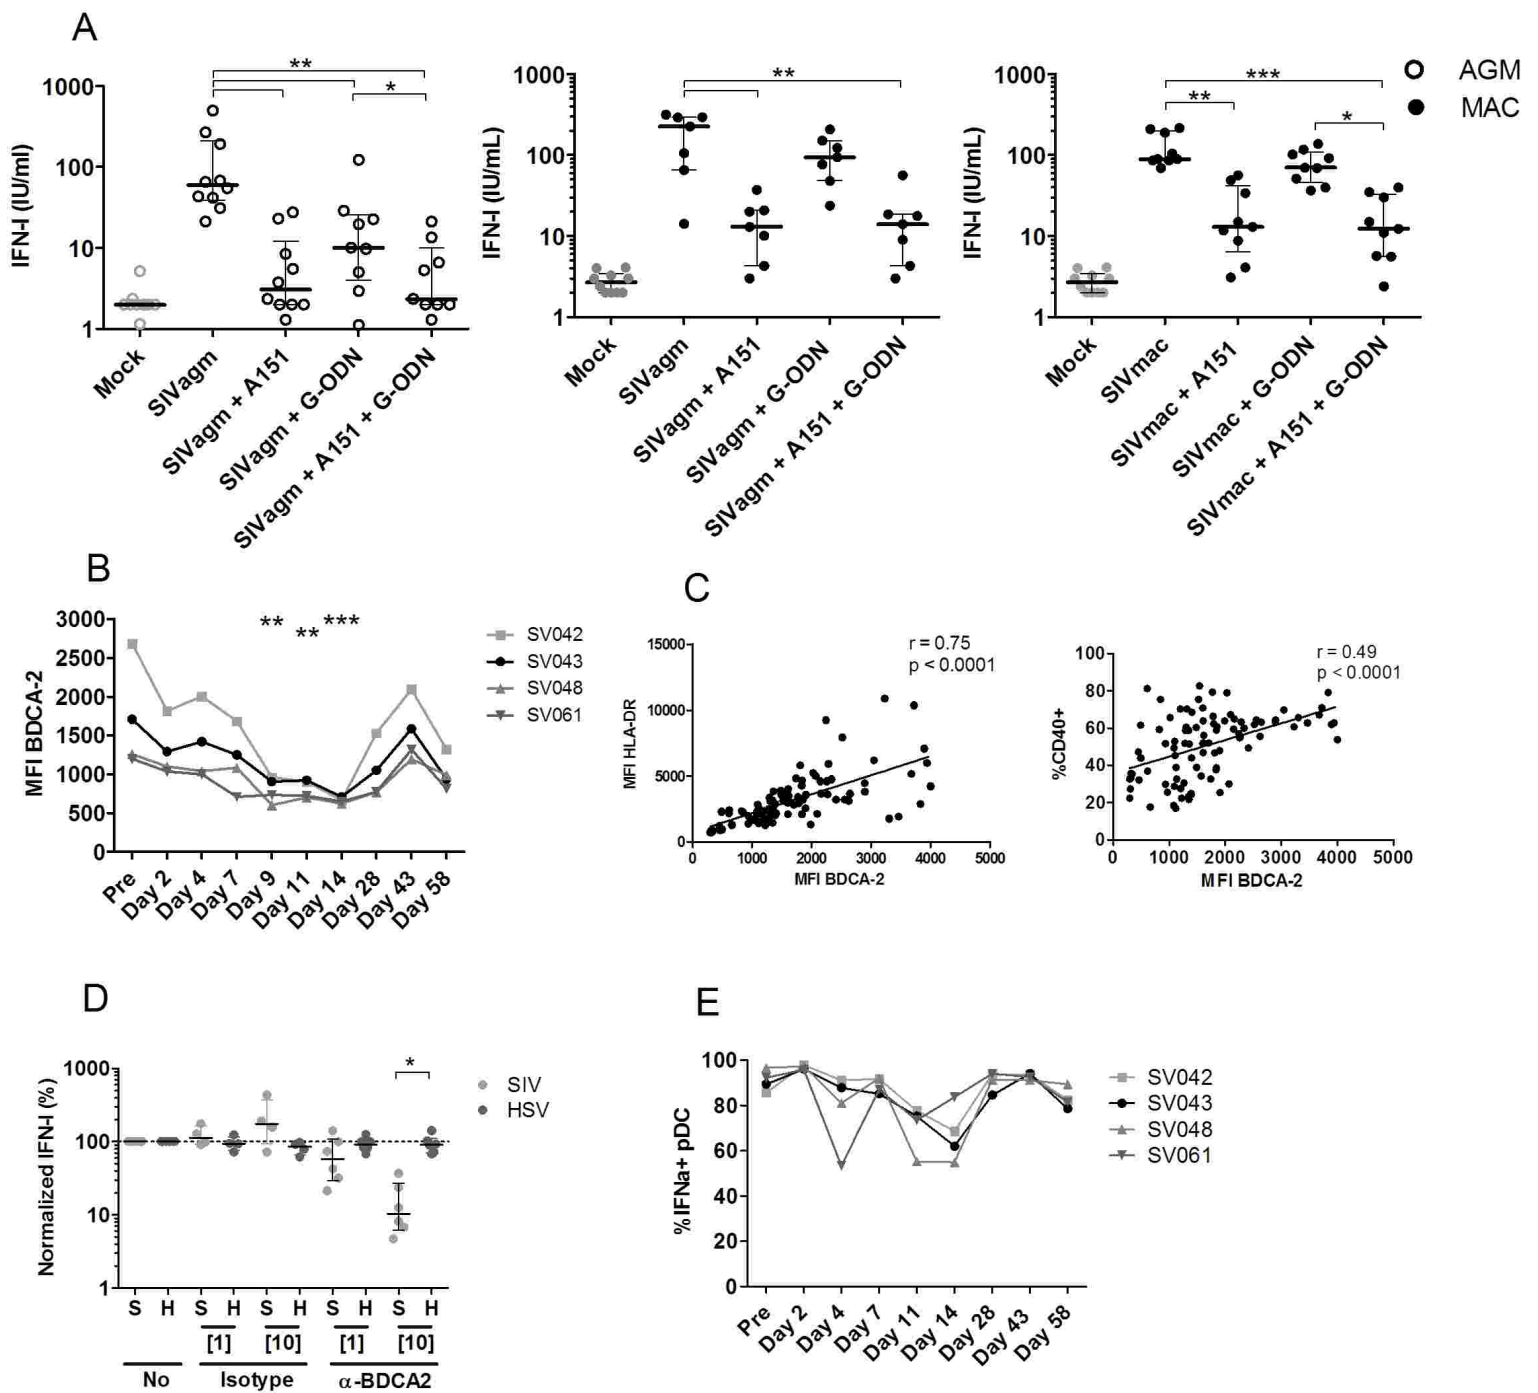 A
**
*
1000
100
10
1
IFN-I (IU/ml)
Mock
SIVagm
SIVagm + A151
SIVagm + G-ODN
SIVagm + A151 + G-ODN
**
1000
100
10
1
IFN-I (IU/mL)
Mock
SIVagm
SIVagm + A151
SIVagm + G-ODN
SIVagm + A151 + G-ODN
***
**
*
1000
100
10
1
IFN-I (IU/mL)
Mock
SIVmac
SIVmac + A151
SIVmac + G-ODN
SIVmac + A151 + G-ODN
AGM
MAC
B
3000
2500
2000
1500
1000
500
0
MFI BDCA-2
**
**
***
Pre
Day 2
Day 4
Day 7
Day 9
Day 11
Day 14
Day 28
Day 43
Day 58
SV042
SV043
SV048
SV061
C
r = 0.75
p < 0.0001
15000
10000
5000
0
MFI HLA-DR
0 1000 2000 3000 4000 5000
MFI BDCA-2
r = 0.49
p < 0.0001
100
80
60
40
20
0
%CD40+
0 1000 2000 3000 4000 5000
MFI BDCA-2
D
*
1000
100
10
1
Normalized IFN-I (%)
SIV
HSV
S H S H S H S H S H
[1] [10] [1] [10]
No Isotype α-BDCA2
E
100
80
60
40
20
0
%IFNa+ pDC
Pre
Day 2
Day 4
Day 7
Day 11
Day 14
Day 28
Day 43
Day 58
SV042
SV043
SV048
SV061